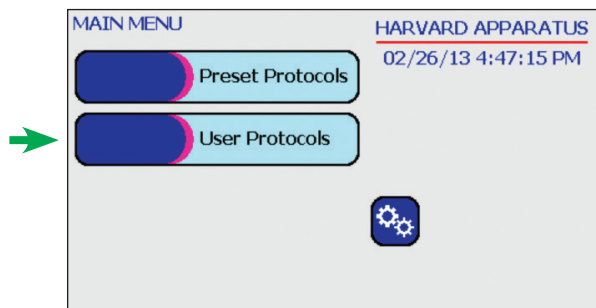 MAIN MENU
HARVARD APPARATUS
02/26/13 4:47:15 PM
Preset Protocols
User Protocols